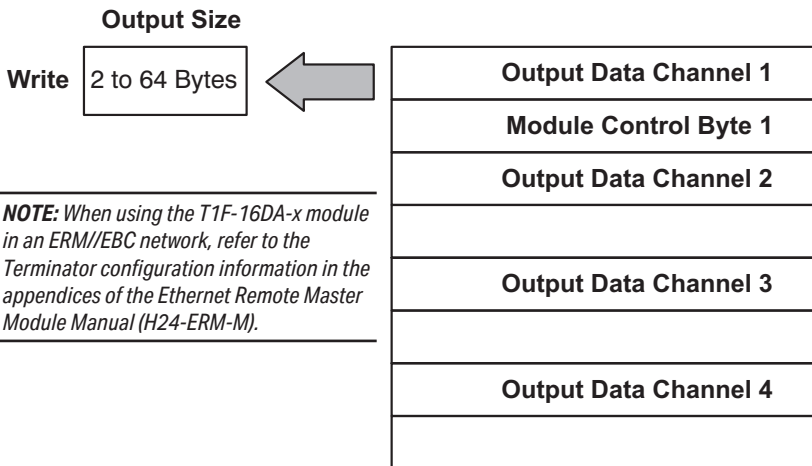 Output Size
Write 2 to 64 Bytes
Output Data Channel 1
Module Control Byte 1
Output Data Channel 2
NOTE: When using the T1F-16DA-x module
in an ERM//EBC network, refer to the
Terminator configuration information in the
appendices of the Ethernet Remote Master
Module Manual (H24-ERM-M).
Output Data Channel 3
Output Data Channel 4